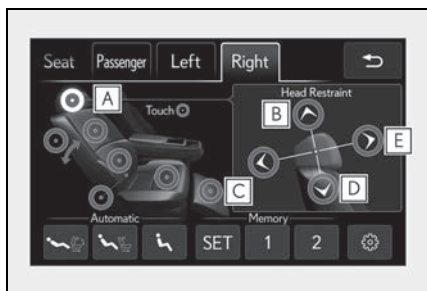 Seat Passenger Left Right
A
Touch
Head Restraint
B
E
C
D
Automatic Memory
SET 1 2